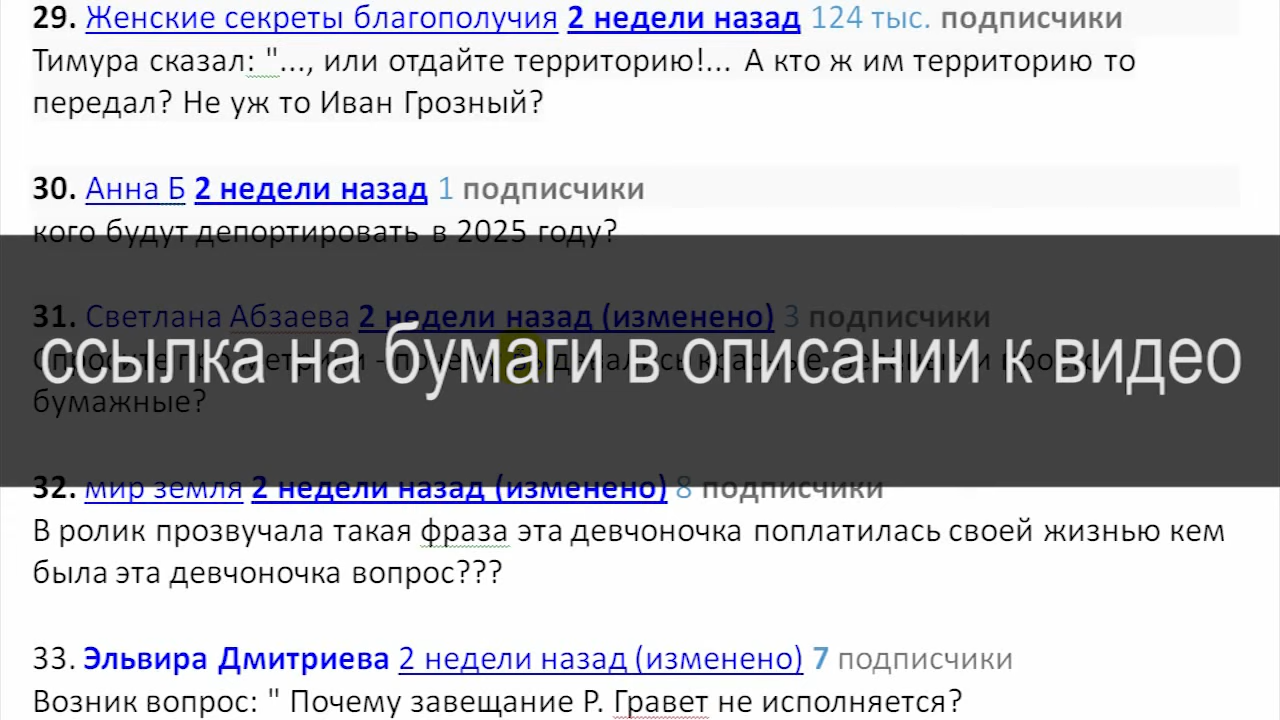 29. Женские секреты благополучия 2 недели назад 124 тыс. подписчики
Тимура сказал: "..., или отдайте территорию!... А кто ж им территорию то
передал? Не уж то Иван Грозный?
30. Анна Б 2 недели назад 1 подписчики
кого будут депортировать в 2025 году?
31. Светлана Абзаева 2 недели назад (изменено) 3 подписчики
ссылка на бумаги в описании к видео
бумажные?
32. мир земля 2 недели назад (изменено) 8 подписчики
В ролик прозвучала такая фраза эта девчоночка поплатилась своей жизнью кем
была эта девчоночка вопрос???
33. Эльвира Дмитриева 2 недели назад (изменено) 7 подписчики
Возник вопрос: " Почему завещание Р. Гравет не исполняется?